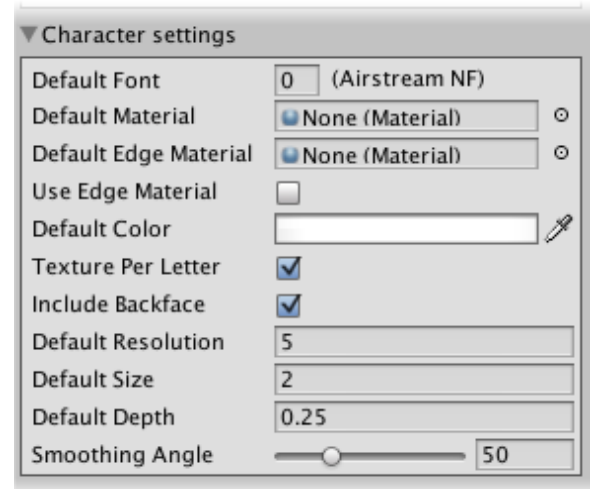 Character settings
Default Font 0 (Airstream NF)
Default Material None (Material)
Default Edge Material None (Material)
Use Edge Material
Default Color
Texture Per Letter
Include Backface
Default Resolution 5
Default Size 2
Default Depth 0.25
Smoothing Angle 50